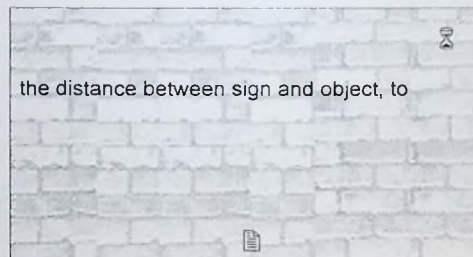 the distance between sign and object, to